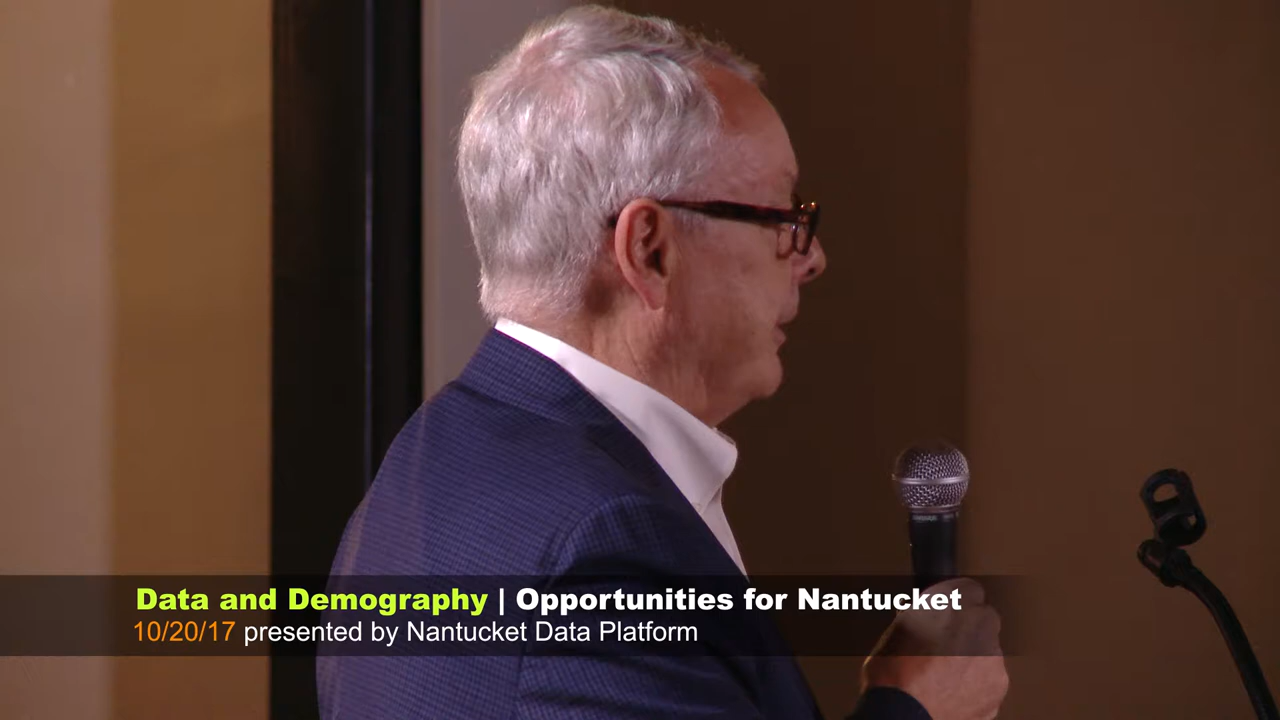 Data and Demography | Opportunities for Nantucket
10/20/17 presented by Nantucket Data Platform